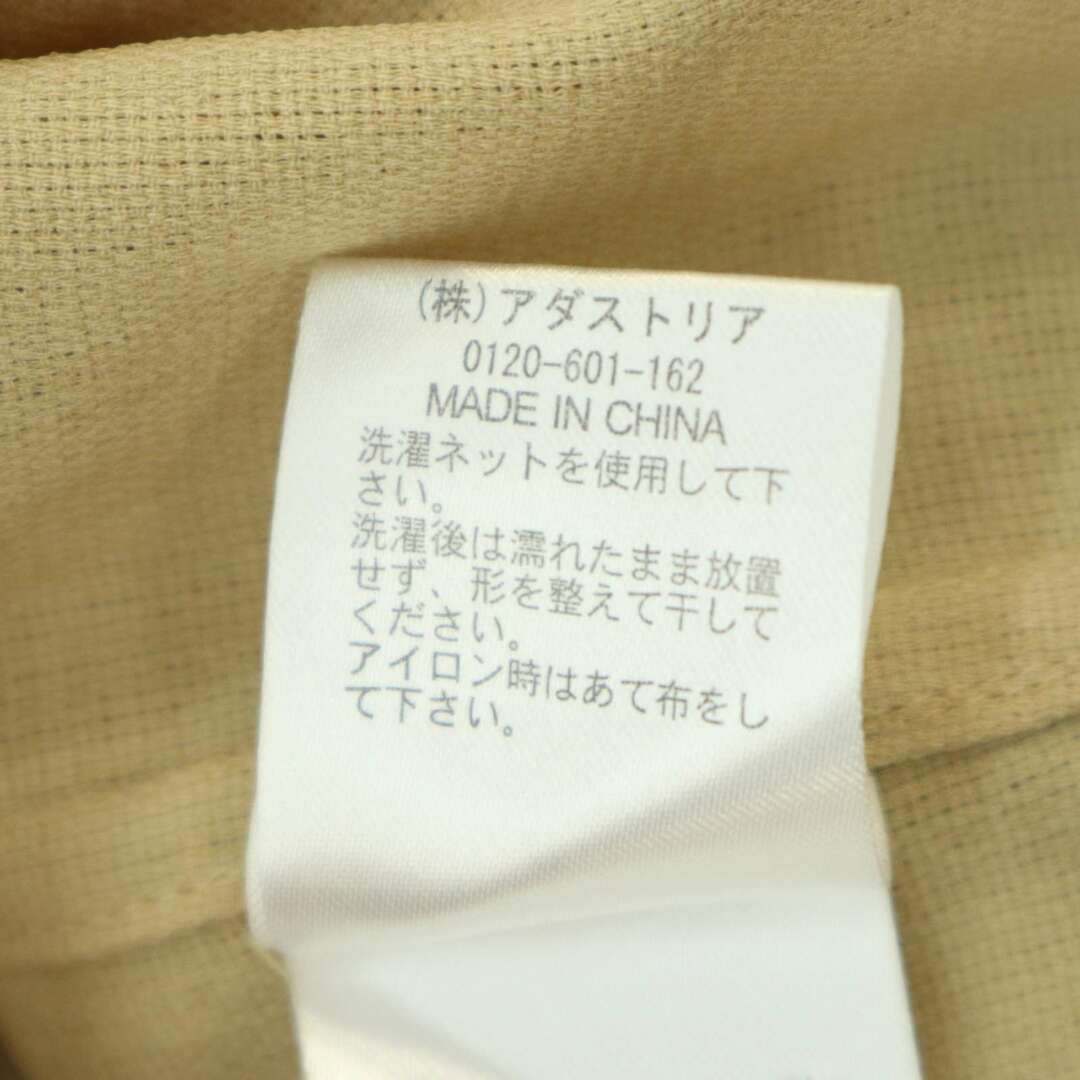 (株)アダストリア
0120-601-162
MADE IN CHINA
洗濯ネットを使用して下
さい。
洗濯後は濡れたまま放置
せず、形を整えて干して
ください。
アイロン時はあて布をし
て下さい。